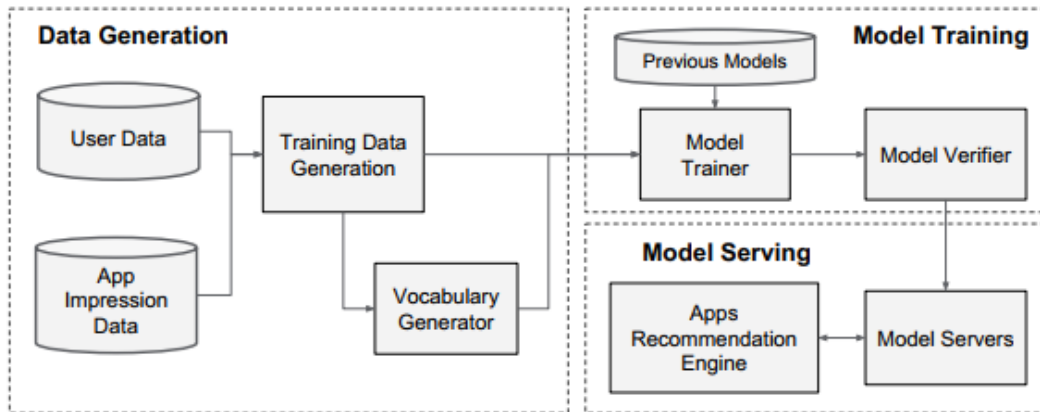 Data Generation
User Data
App
Impression
Data
Training Data
Generation
Vocabulary
Generator
Model Training
Previous Models
Model
Trainer
Model Verifier
Model Serving
Apps
Recommendation
Engine
Model Servers